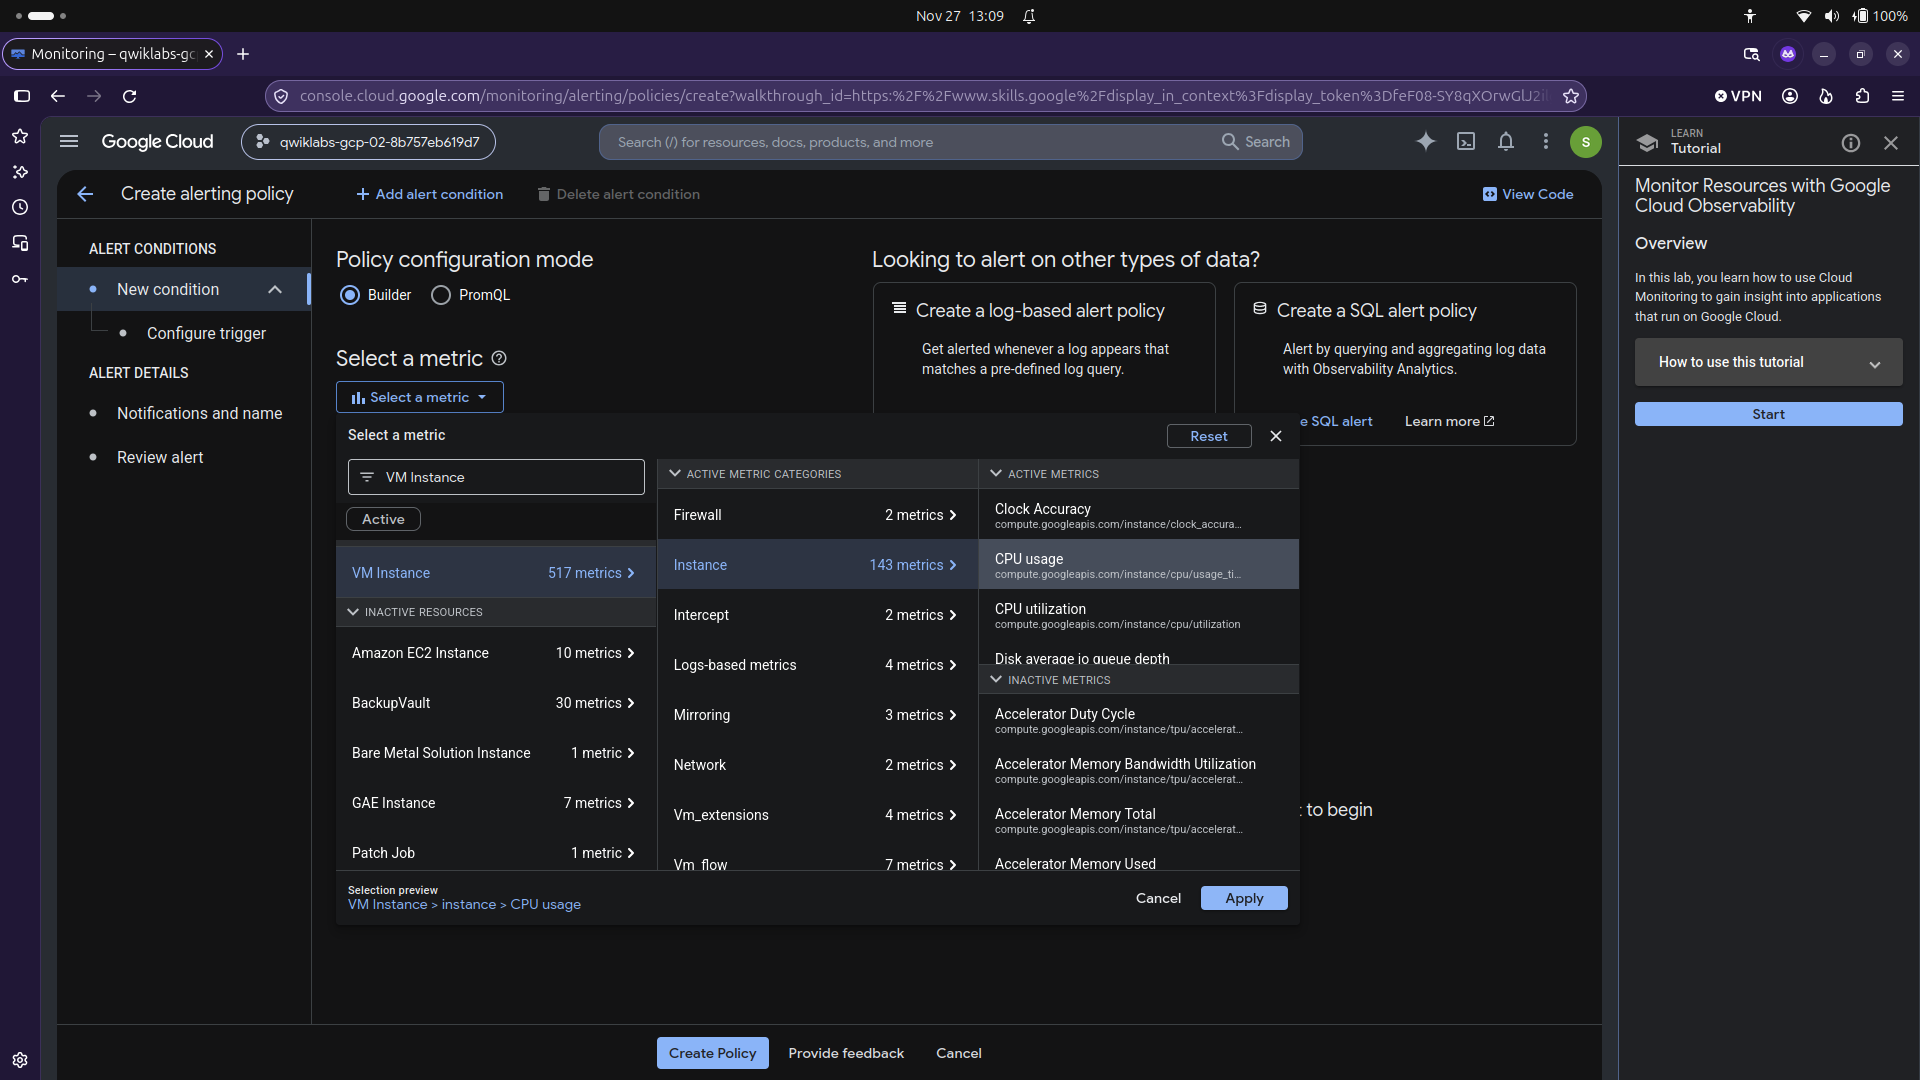 Nov 27 13:09
100%
Monitoring – qwiklabs-gc
console.cloud.google.com/monitoring/alerting/policies/create?walkthrough_id=https:%2F%2Fwww.skills.google%2Fdisplay_in_context%3Fdisplay_token%3DfeF08-SY8qXOrwGlJ2il
VPN
Google Cloud
qwiklabs-gcp-02-8b757eb619d7
Search (/) for resources, docs, products, and more
Search
S
LEARN
Tutorial
Create alerting policy
Add alert condition
Delete alert condition
View Code
ALERT CONDITIONS
New condition
Configure trigger
ALERT DETAILS
Notifications and name
Review alert
Policy configuration mode
Builder
PromQL
Select a metric
Select a metric
Looking to alert on other types of data?
Create a log-based alert policy
Get alerted whenever a log appears that
matches a pre-defined log query.
Create a SQL alert policy
Alert by querying and aggregating log data
with Observability Analytics.
e SQL alert
Learn more
Select a metric
Reset
VM Instance
Active
VM Instance 517 metrics
INACTIVE RESOURCES
Amazon EC2 Instance 10 metrics
BackupVault 30 metrics
Bare Metal Solution Instance 1 metric
GAE Instance 7 metrics
Patch Job 1 metric
ACTIVE METRIC CATEGORIES
Firewall 2 metrics
Instance 143 metrics
Intercept 2 metrics
Logs-based metrics 4 metrics
Mirroring 3 metrics
Network 2 metrics
Vm_extensions 4 metrics
Vm_flow 7 metrics
ACTIVE METRICS
Clock Accuracy
compute.googleapis.com/instance/clock_accura…
CPU usage
compute.googleapis.com/instance/cpu/usage_ti…
CPU utilization
compute.googleapis.com/instance/cpu/utilization
Disk average io queue depth
INACTIVE METRICS
Accelerator Duty Cycle
compute.googleapis.com/instance/tpu/accelerat…
Accelerator Memory Bandwidth Utilization
compute.googleapis.com/instance/tpu/accelerat…
Accelerator Memory Total
compute.googleapis.com/instance/tpu/accelerat…
Accelerator Memory Used
Selection preview
VM Instance > instance > CPU usage
Cancel
Apply
to begin
Create Policy
Provide feedback
Cancel
Monitor Resources with Google
Cloud Observability
Overview
In this lab, you learn how to use Cloud
Monitoring to gain insight into applications
that run on Google Cloud.
How to use this tutorial
Start